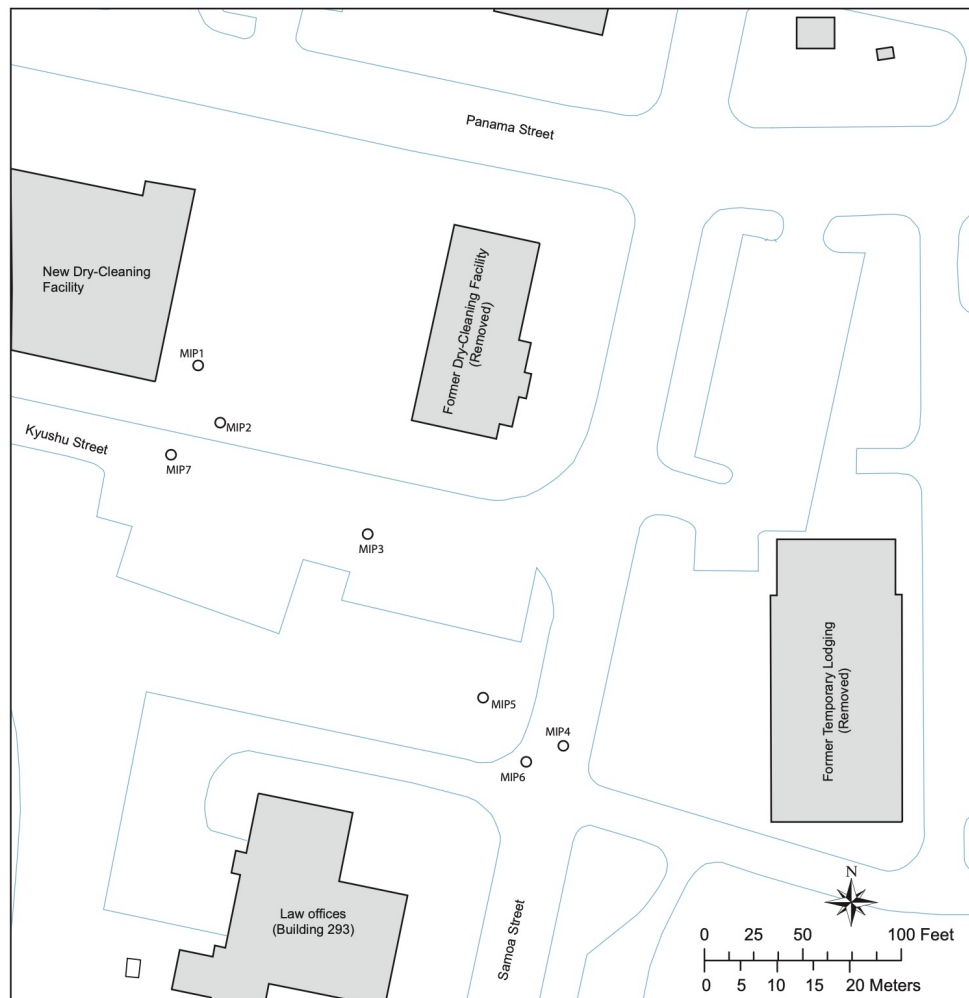 Panama Street
New Dry-Cleaning
Facility
Former Dry-Cleaning Facility
(Removed)
MIP1
MIP2
Kyushu Street
MIP7
MIP3
Former Temporary Lodging
(Removed)
MIP5
MIP4
MIP6
N
Law offices
(Building 293)
Samoa Street
0 25 50 100 Feet
0 5 10 15 20 Meters